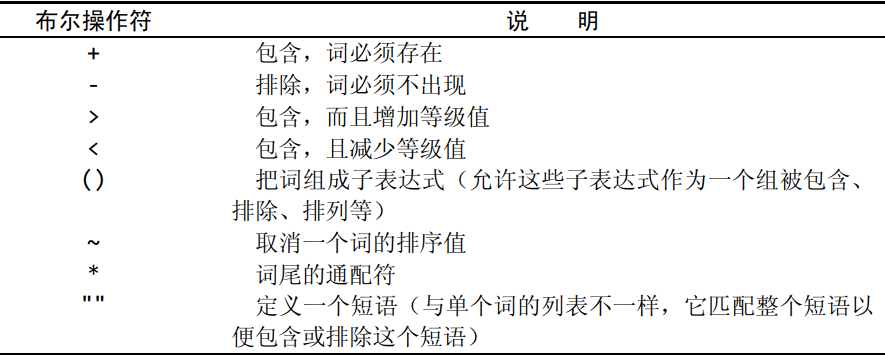 布尔操作符 说 明
+ 包含，词必须存在
- 排除，词必须不出现
> 包含，而且增加等级值
< 包含，且减少等级值
() 把词组成子表达式（允许这些子表达式作为一个组被包含、
排除、排列等）
~ 取消一个词的排序值
* 词尾的通配符
"" 定义一个短语（与单个词的列表不一样，它匹配整个短语以
便包含或排除这个短语）